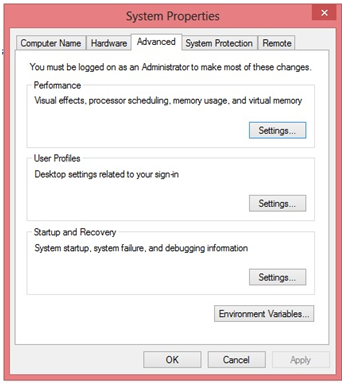 System Properties
Computer Name Hardware Advanced System Protection Remote
You must be logged on as an Administrator to make most of these changes.
Performance
Visual effects, processor scheduling, memory usage, and virtual memory
Settings...
User Profiles
Desktop settings related to your sign-in
Settings...
Startup and Recovery
System startup, system failure, and debugging information
Settings...
Environment Variables...
OK Cancel Apply